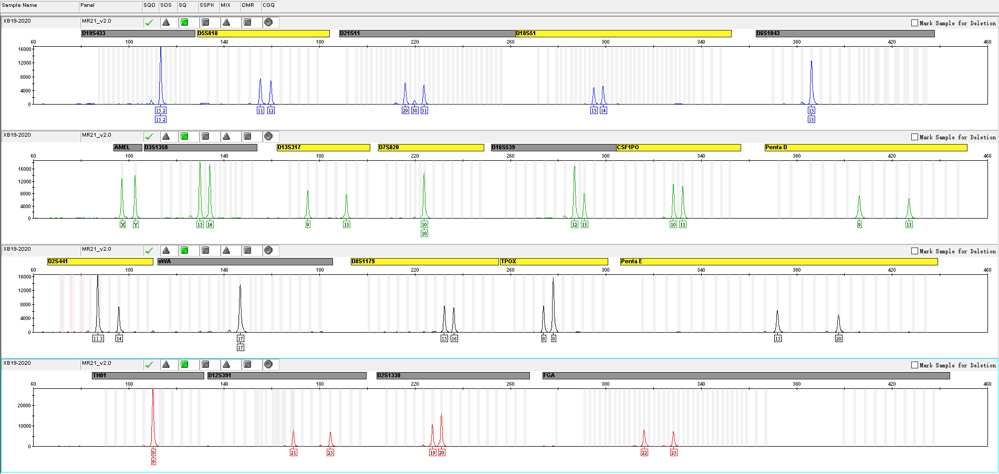 Sample Name Panel SQO SOS SQ SSPK MIX OMR CGQ
XB19-2020 MR21_v2.0 Mark Sample for Deletion
D19S433 D5S818 D21S11 D18S51 D6S1043
60 100 140 180 220 260 300 340 380 420 460
16000
12000
8000
4000
0
15.2 11 12 29 30 31 13 14 13
15.2 13
XB19-2020 MR21_v2.0 Mark Sample for Deletion
AMEL D3S1358 D13S317 D7S820 D16S539 CSF1PO Penta D
60 100 140 180 220 260 300 340 380 420 460
16000
12000
8000
4000
0
X Y 15 16 9 13 10 12 13 10 11 9 13
10
XB19-2020 MR21_v2.0 Mark Sample for Deletion
D2S441 vWA D8S1179 TPOX Penta E
60 100 140 180 220 260 300 340 380 420 460
16000
12000
8000
4000
0
11.3 14 17 15 16 8 9 15 20
17
XB19-2020 MR21_v2.0 Mark Sample for Deletion
TH01 D12S391 D2S1338 FGA
60 100 140 180 220 260 300 340 380 420 460
20000
10000
0
9 21 25 19 20 22 25
9